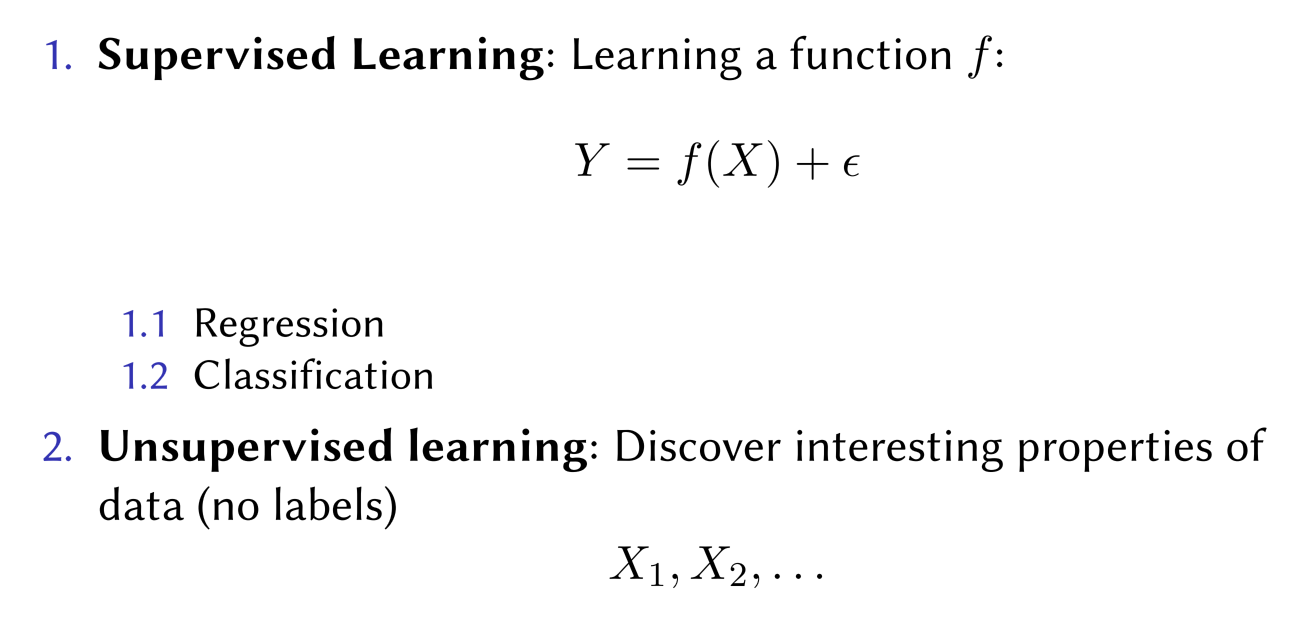 1. Supervised Learning: Learning a function f:
Y = f(X) + ϵ
1.1 Regression
1.2 Classification
2. Unsupervised learning: Discover interesting properties of
data (no labels)
X₁, X₂, . . .